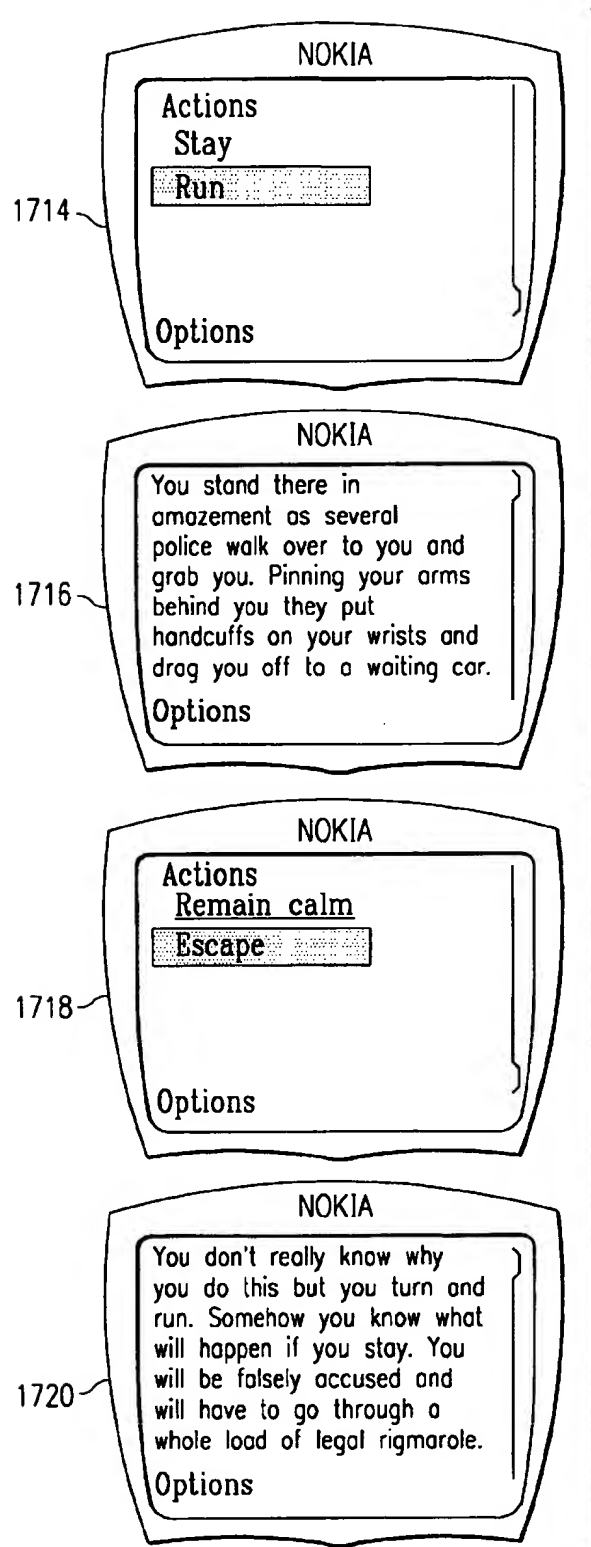 NOKIA
Actions
Stay
Run
1714
Options
NOKIA
You stand there in
amazement as several
police walk over to you and
grab you. Pinning your arms
1716
behind you they put
handcuffs on your wrists and
drag you off to a waiting car.
Options
NOKIA
Actions
Remain calm
Escape
1718
Options
NOKIA
You don't really know why
you do this but you turn and
run. Somehow you know what
will happen if you stay. You
will be falsely accused and
1720
will have to go through a
whole load of legal rigmarole.
Options